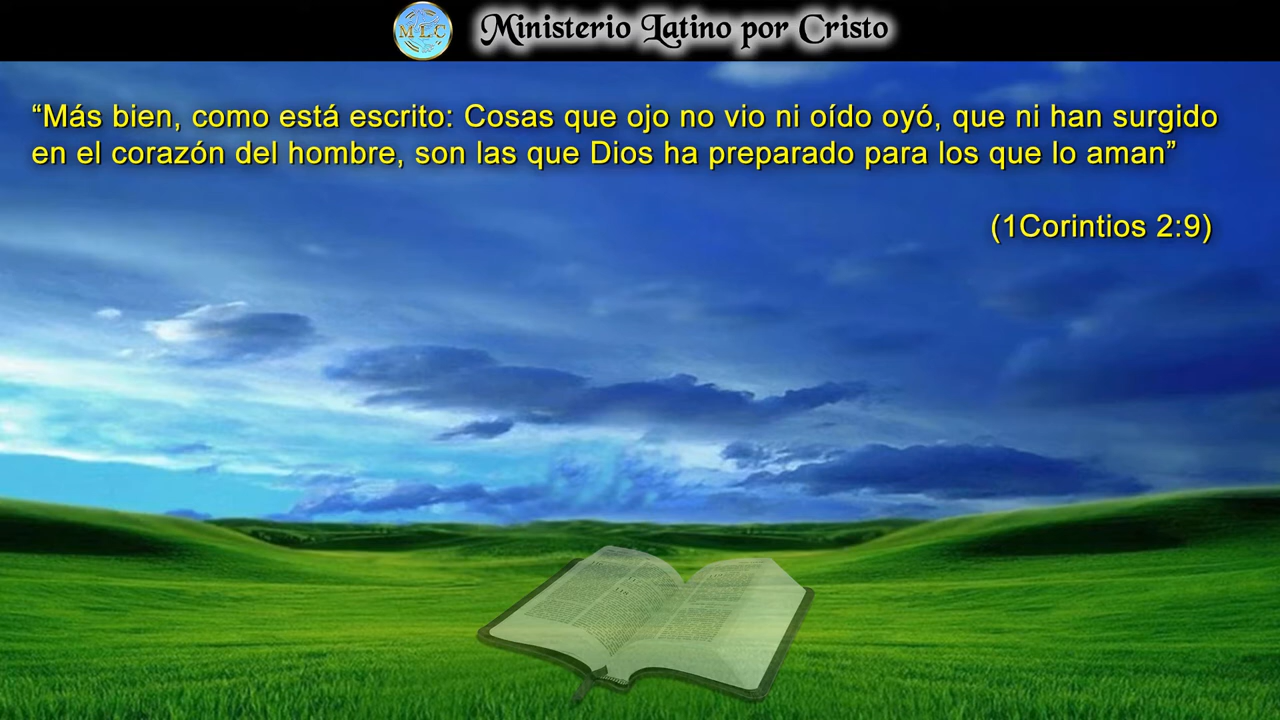 MLC
Ministerio Latino por Cristo
“Más bien, como está escrito: Cosas que ojo no vio ni oído oyó, que ni han surgido
en el corazón del hombre, son las que Dios ha preparado para los que lo aman”
(1Corintios 2:9)